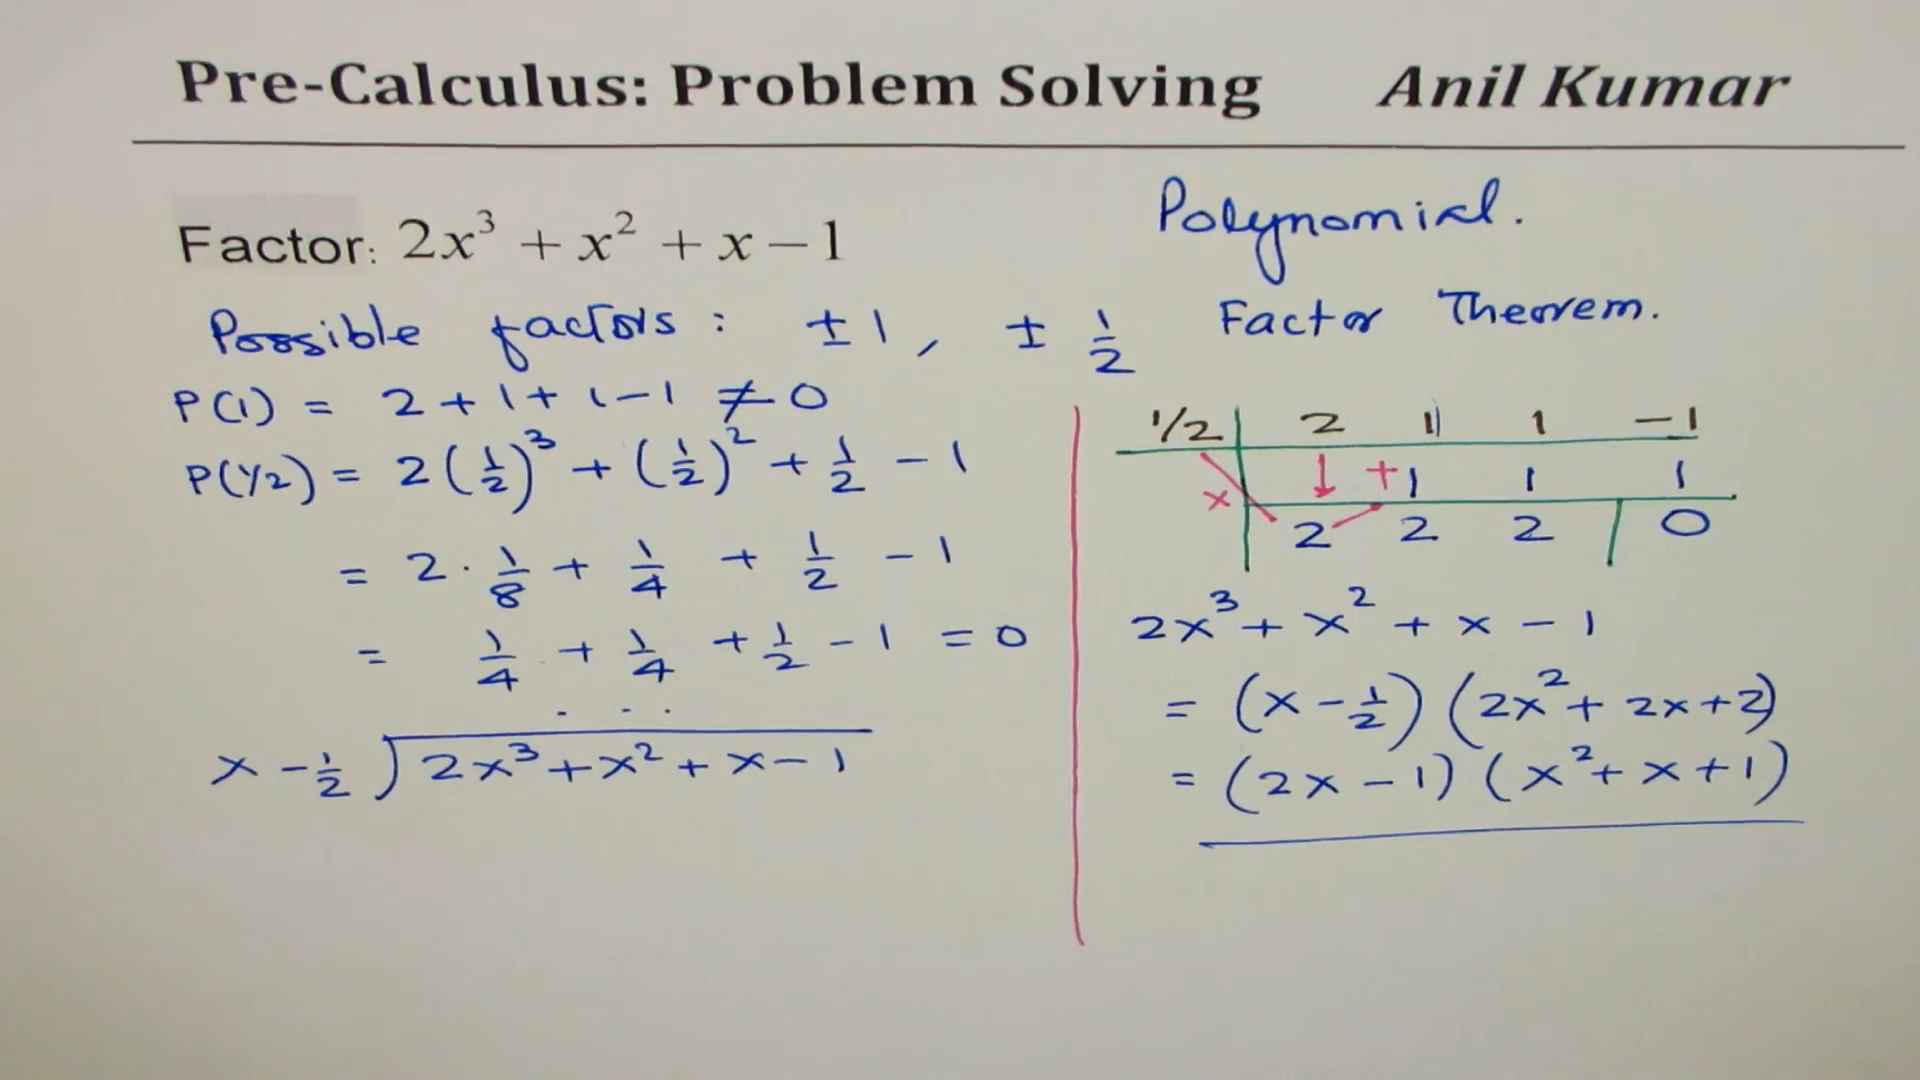 Pre-Calculus: Problem Solving Anil Kumar
Factor: 2x³ + x² + x − 1
Polynomial.
Factor Theorem.
Possible factors : ±1, ± 1/2
P(1) = 2 + 1 + 1 − 1 ≠ 0
P(1/2) = 2(1/2)³ + (1/2)² + 1/2 − 1
= 2 · 1/8 + 1/4 + 1/2 − 1
= 1/4 + 1/4 + 1/2 − 1 = 0
x − 1/2 ) 2x³ + x² + x − 1
1/2 | 2 1 1 −1
× ↓ + 1 1 1
2 2 2 | 0
2x³ + x² + x − 1
= (x − 1/2) (2x² + 2x + 2)
= (2x − 1) (x² + x + 1)